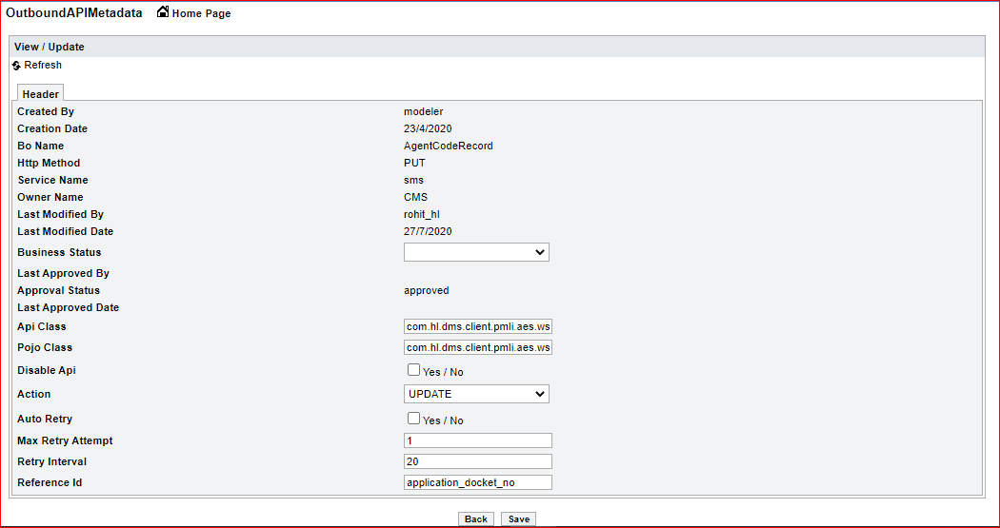 OutboundAPIMetadata Home Page
View / Update
Refresh
Header
Created By modeler
Creation Date 23/4/2020
Bo Name AgentCodeRecord
Http Method PUT
Service Name sms
Owner Name CMS
Last Modified By rohit_hl
Last Modified Date 27/7/2020
Business Status
Last Approved By
Approval Status approved
Last Approved Date
Api Class com.hl.dms.client.pmli.aes.ws
Pojo Class com.hl.dms.client.pmli.aes.ws
Disable Api Yes / No
Action UPDATE
Auto Retry Yes / No
Max Retry Attempt 1
Retry Interval 20
Reference Id application_docket_no
Back Save